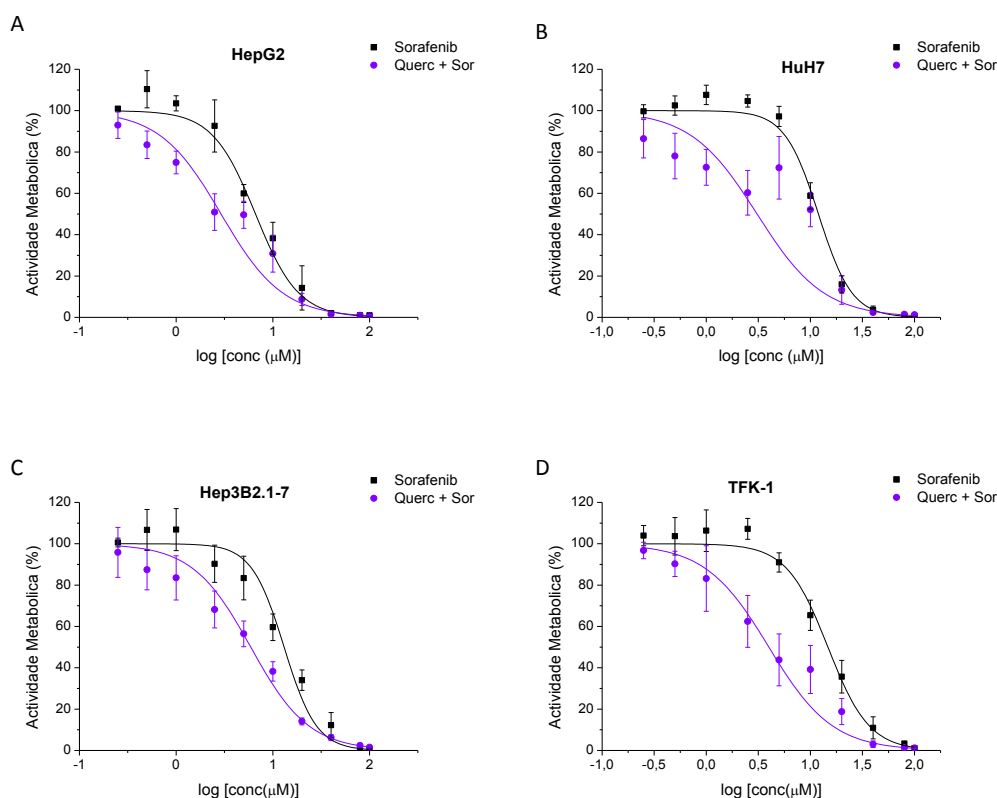 A
HepG2
Sorafenib
Querc + Sor
120
100
80
60
40
20
0
-1
0
1
2
Actividade Metabolica (%)
log [conc (μM)]
B
HuH7
Sorafenib
Querc + Sor
120
100
80
60
40
20
0
-1,0
-0,5
0,0
0,5
1,0
1,5
2,0
Actividade Metabolica (%)
log [conc (μM)]
C
Hep3B2.1-7
Sorafenib
Querc + Sor
120
100
80
60
40
20
0
-1
0
1
2
Actividade Metabolica (%)
log [conc(μM)]
D
TFK-1
Sorafenib
Querc + Sor
120
100
80
60
40
20
0
-1,0
-0,5
0,0
0,5
1,0
1,5
2,0
Actividade Metabolica (%)
log [conc(μM)]